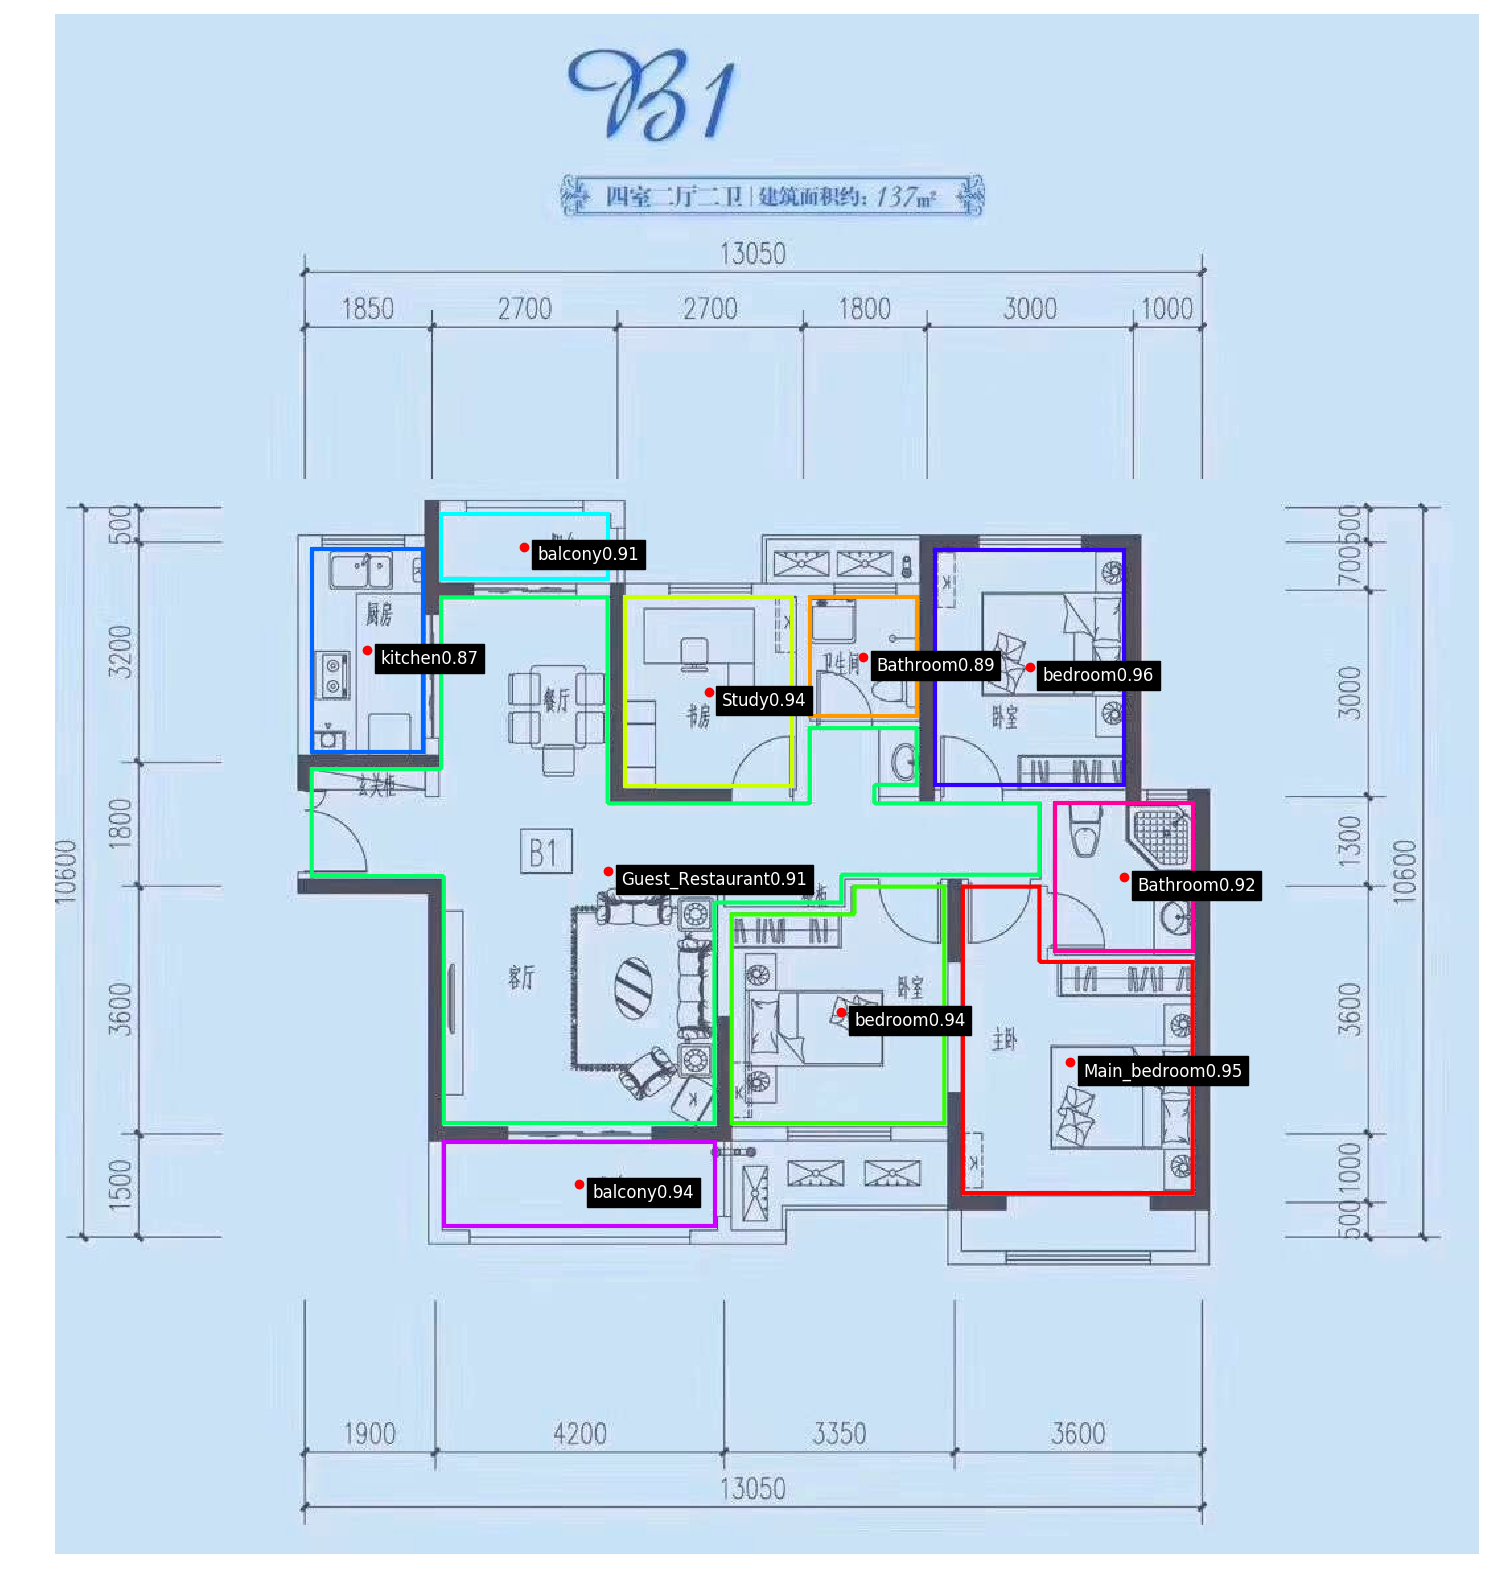 B1
四室二厅二卫 | 建筑面积约: 137m²
13050
1850 2700 2700 1800 3000 1000
500
3200
1800
3600
1500
10600
500
700
3000
1300
3600
1000
500
10600
balcony0.91
厨房
kitchen0.87
餐厅
玄关柜
书房
Study0.94
卫生间
Bathroom0.89
卧室
bedroom0.96
B1
Guest_Restaurant0.91
Bathroom0.92
客厅
卧室
bedroom0.94
主卧
Main_bedroom0.95
balcony0.94
1900 4200 3350 3600
13050